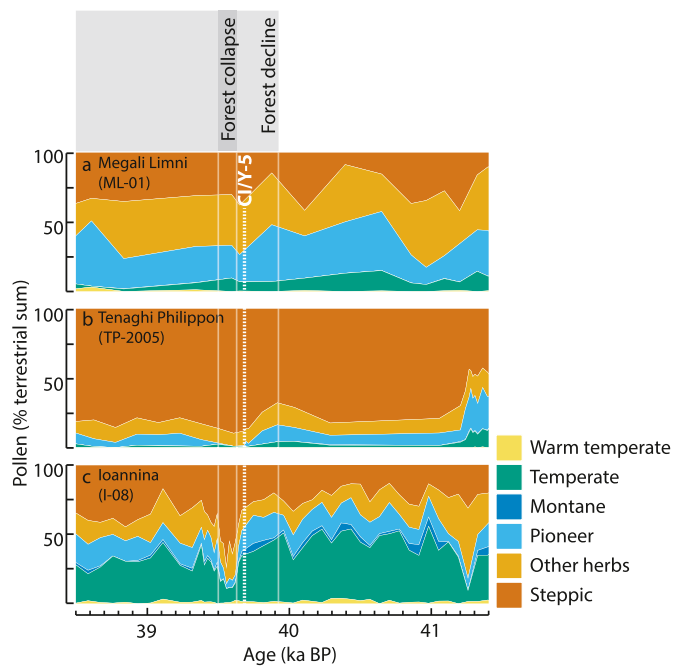 Forest collapse
Forest decline
100
a Megali Limni
(ML-01)
CI/Y-5
50
100
b Tenaghi Philippon
(TP-2005)
50
100
c Ioannina
(I-08)
50
Pollen (% terrestrial sum)
Warm temperate
Temperate
Montane
Pioneer
Other herbs
Steppic
39 40 41
Age (ka BP)